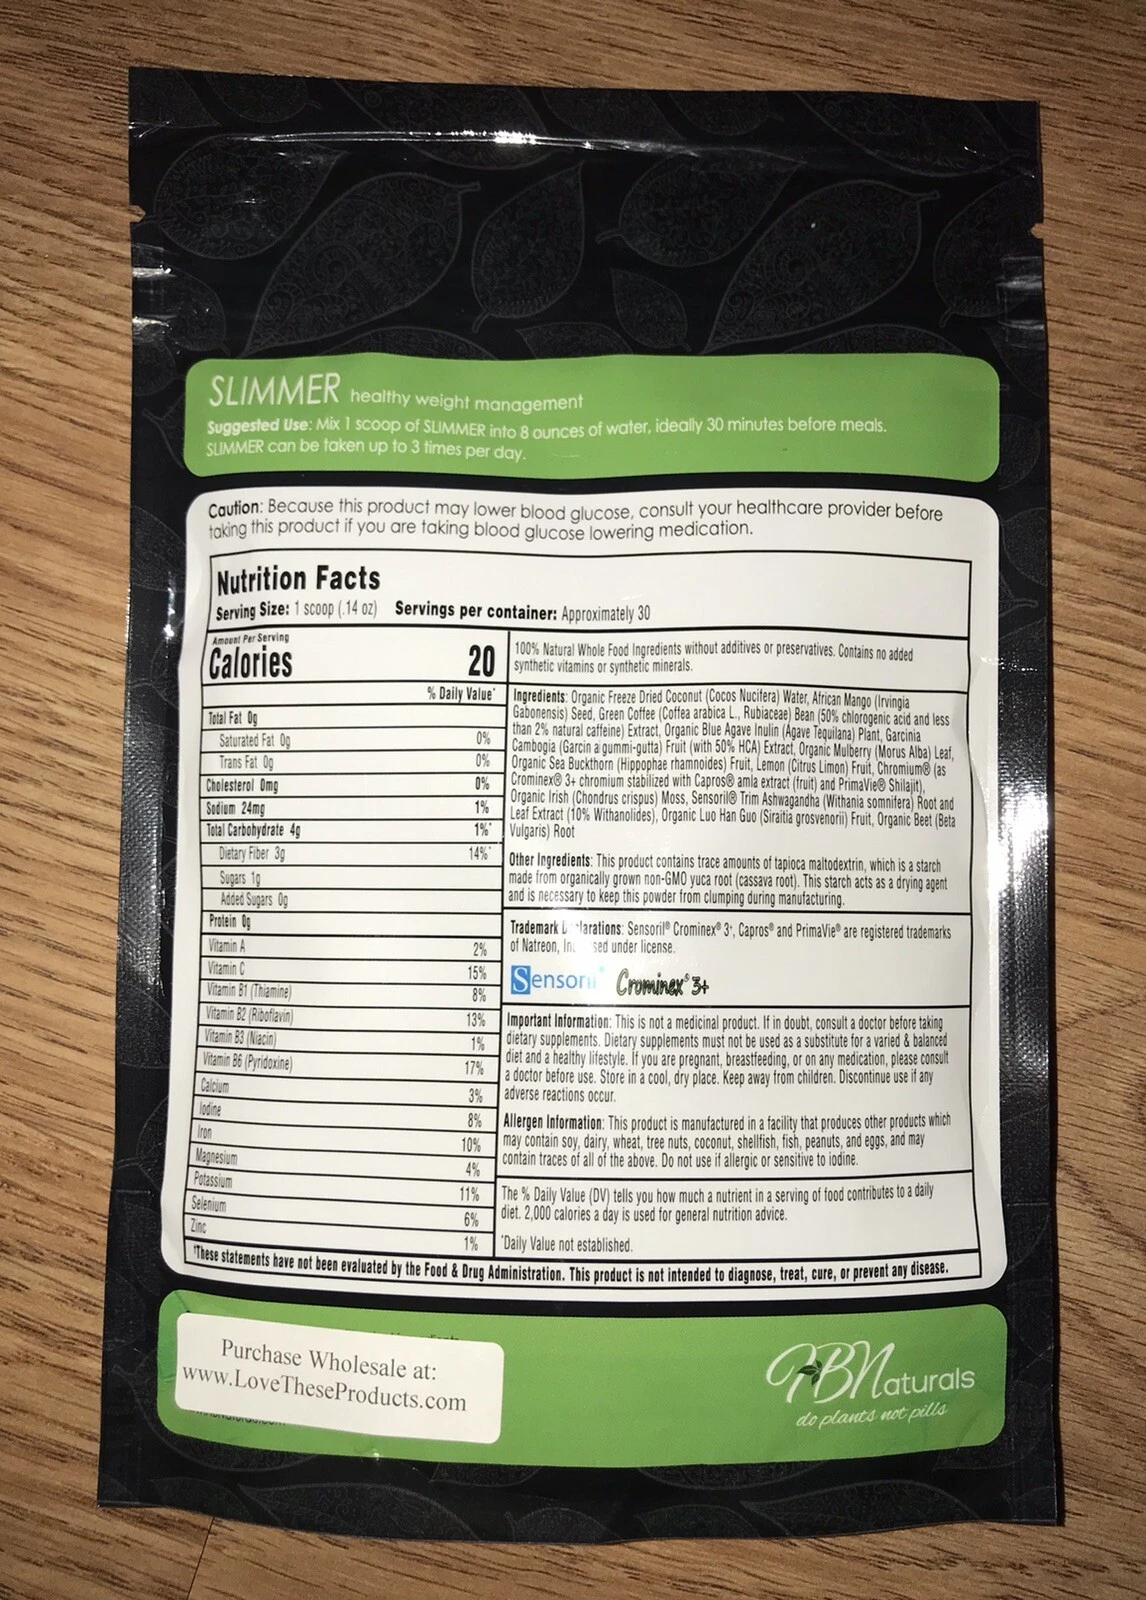 SLIMMER healthy weight management
Suggested Use: Mix 1 scoop of SLIMMER into 8 ounces of water, ideally 30 minutes before meals.
SLIMMER can be taken up to 3 times per day.
Caution: Because this product may lower blood glucose, consult your healthcare provider before
taking this product if you are taking blood glucose lowering medication.
Nutrition Facts
Serving Size: 1 scoop (.14 oz) Servings per container: Approximately 30
Amount Per Serving
Calories 20
% Daily Value*
Total Fat 0g
Saturated Fat 0g 0%
Trans Fat 0g 0%
Cholesterol 0mg 0%
Sodium 24mg 1%
Total Carbohydrate 4g 1%*
Dietary Fiber 3g 14%*
Sugars 1g
Added Sugars 0g
Protein 0g
Vitamin A 2%
Vitamin C 15%
Vitamin B1 (Thiamine) 8%
Vitamin B2 (Riboflavin) 13%
Vitamin B3 (Niacin) 1%
Vitamin B6 (Pyridoxine) 17%
Calcium 3%
Iodine 8%
Iron 10%
Magnesium 4%
Potassium 11%
Selenium 6%
Zinc 1%
100% Natural Whole Food Ingredients without additives or preservatives. Contains no added
synthetic vitamins or synthetic minerals.
Ingredients: Organic Freeze Dried Coconut (Cocos Nucifera) Water, African Mango (Irvingia
Gabonensis) Seed, Green Coffee (Coffea arabica L., Rubiaceae) Bean (50% chlorogenic acid and less
than 2% natural caffeine) Extract, Organic Blue Agave Inulin (Agave Tequilana) Plant, Garcinia
Cambogia (Garcin a gummi-gutta) Fruit (with 50% HCA) Extract, Organic Mulberry (Morus Alba) Leaf,
Organic Sea Buckthorn (Hippophae rhamnoides) Fruit, Lemon (Citrus Limon) Fruit, Chromium® (as
Crominex® 3+ chromium stabilized with Capros® amla extract (fruit) and PrimaVie® Shilajit),
Organic Irish (Chondrus crispus) Moss, Sensoril® Trim Ashwagandha (Withania somnifera) Root and
Leaf Extract (10% Withanolides), Organic Luo Han Guo (Siraitia grosvenorii) Fruit, Organic Beet (Beta
Vulgaris) Root
Other Ingredients: This product contains trace amounts of tapioca maltodextrin, which is a starch
made from organically grown non-GMO yuca root (cassava root). This starch acts as a drying agent
and is necessary to keep this powder from clumping during manufacturing.
Trademark Sensoril® Crominex® 3+, Capros® and PrimaVie® are registered trademarks
of Natreon, under license.
Sensoril® Crominex® 3+
Important Information: This is not a medicinal product. If in doubt, consult a doctor before taking
dietary supplements. Dietary supplements must not be used as a substitute for a varied & balanced
diet and a healthy lifestyle. If you are pregnant, breastfeeding, or on any medication, please consult
a doctor before use. Store in a cool, dry place. Keep away from children. Discontinue use if any
adverse reactions occur.
Allergen Information: This product is manufactured in a facility that produces other products which
may contain soy, dairy, wheat, tree nuts, coconut, shellfish, fish, peanuts, and eggs, and may
contain traces of all of the above. Do not use if allergic or sensitive to iodine.
The % Daily Value (DV) tells you how much a nutrient in a serving of food contributes to a daily
diet. 2,000 calories a day is used for general nutrition advice.
*Daily Value not established.
†These statements have not been evaluated by the Food & Drug Administration. This product is not intended to diagnose, treat, cure, or prevent any disease.
Purchase Wholesale at:
www.LoveTheseProducts.com
HBNaturals
do plants not pills